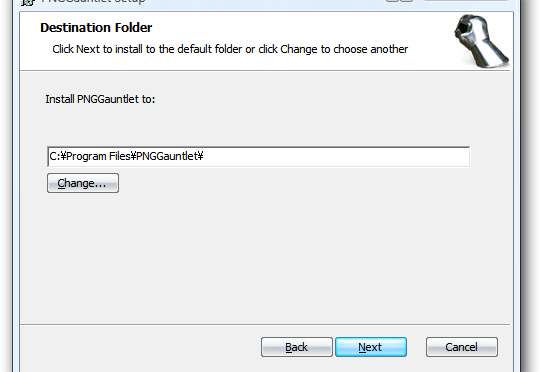 PNGGauntlet Setup
Destination Folder
Click Next to install to the default folder or click Change to choose another
Install PNGGauntlet to:
C:¥Program Files¥PNGGauntlet¥
Change...
Back Next Cancel